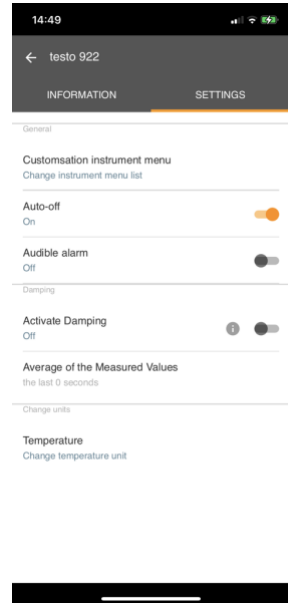 14:49
testo 922
INFORMATION
SETTINGS
General
Customsation instrument menu
Change instrument menu list
Auto-off
On
Audible alarm
Off
Damping
Activate Damping
Off
Average of the Measured Values
the last 0 seconds
Change units
Temperature
Change temperature unit